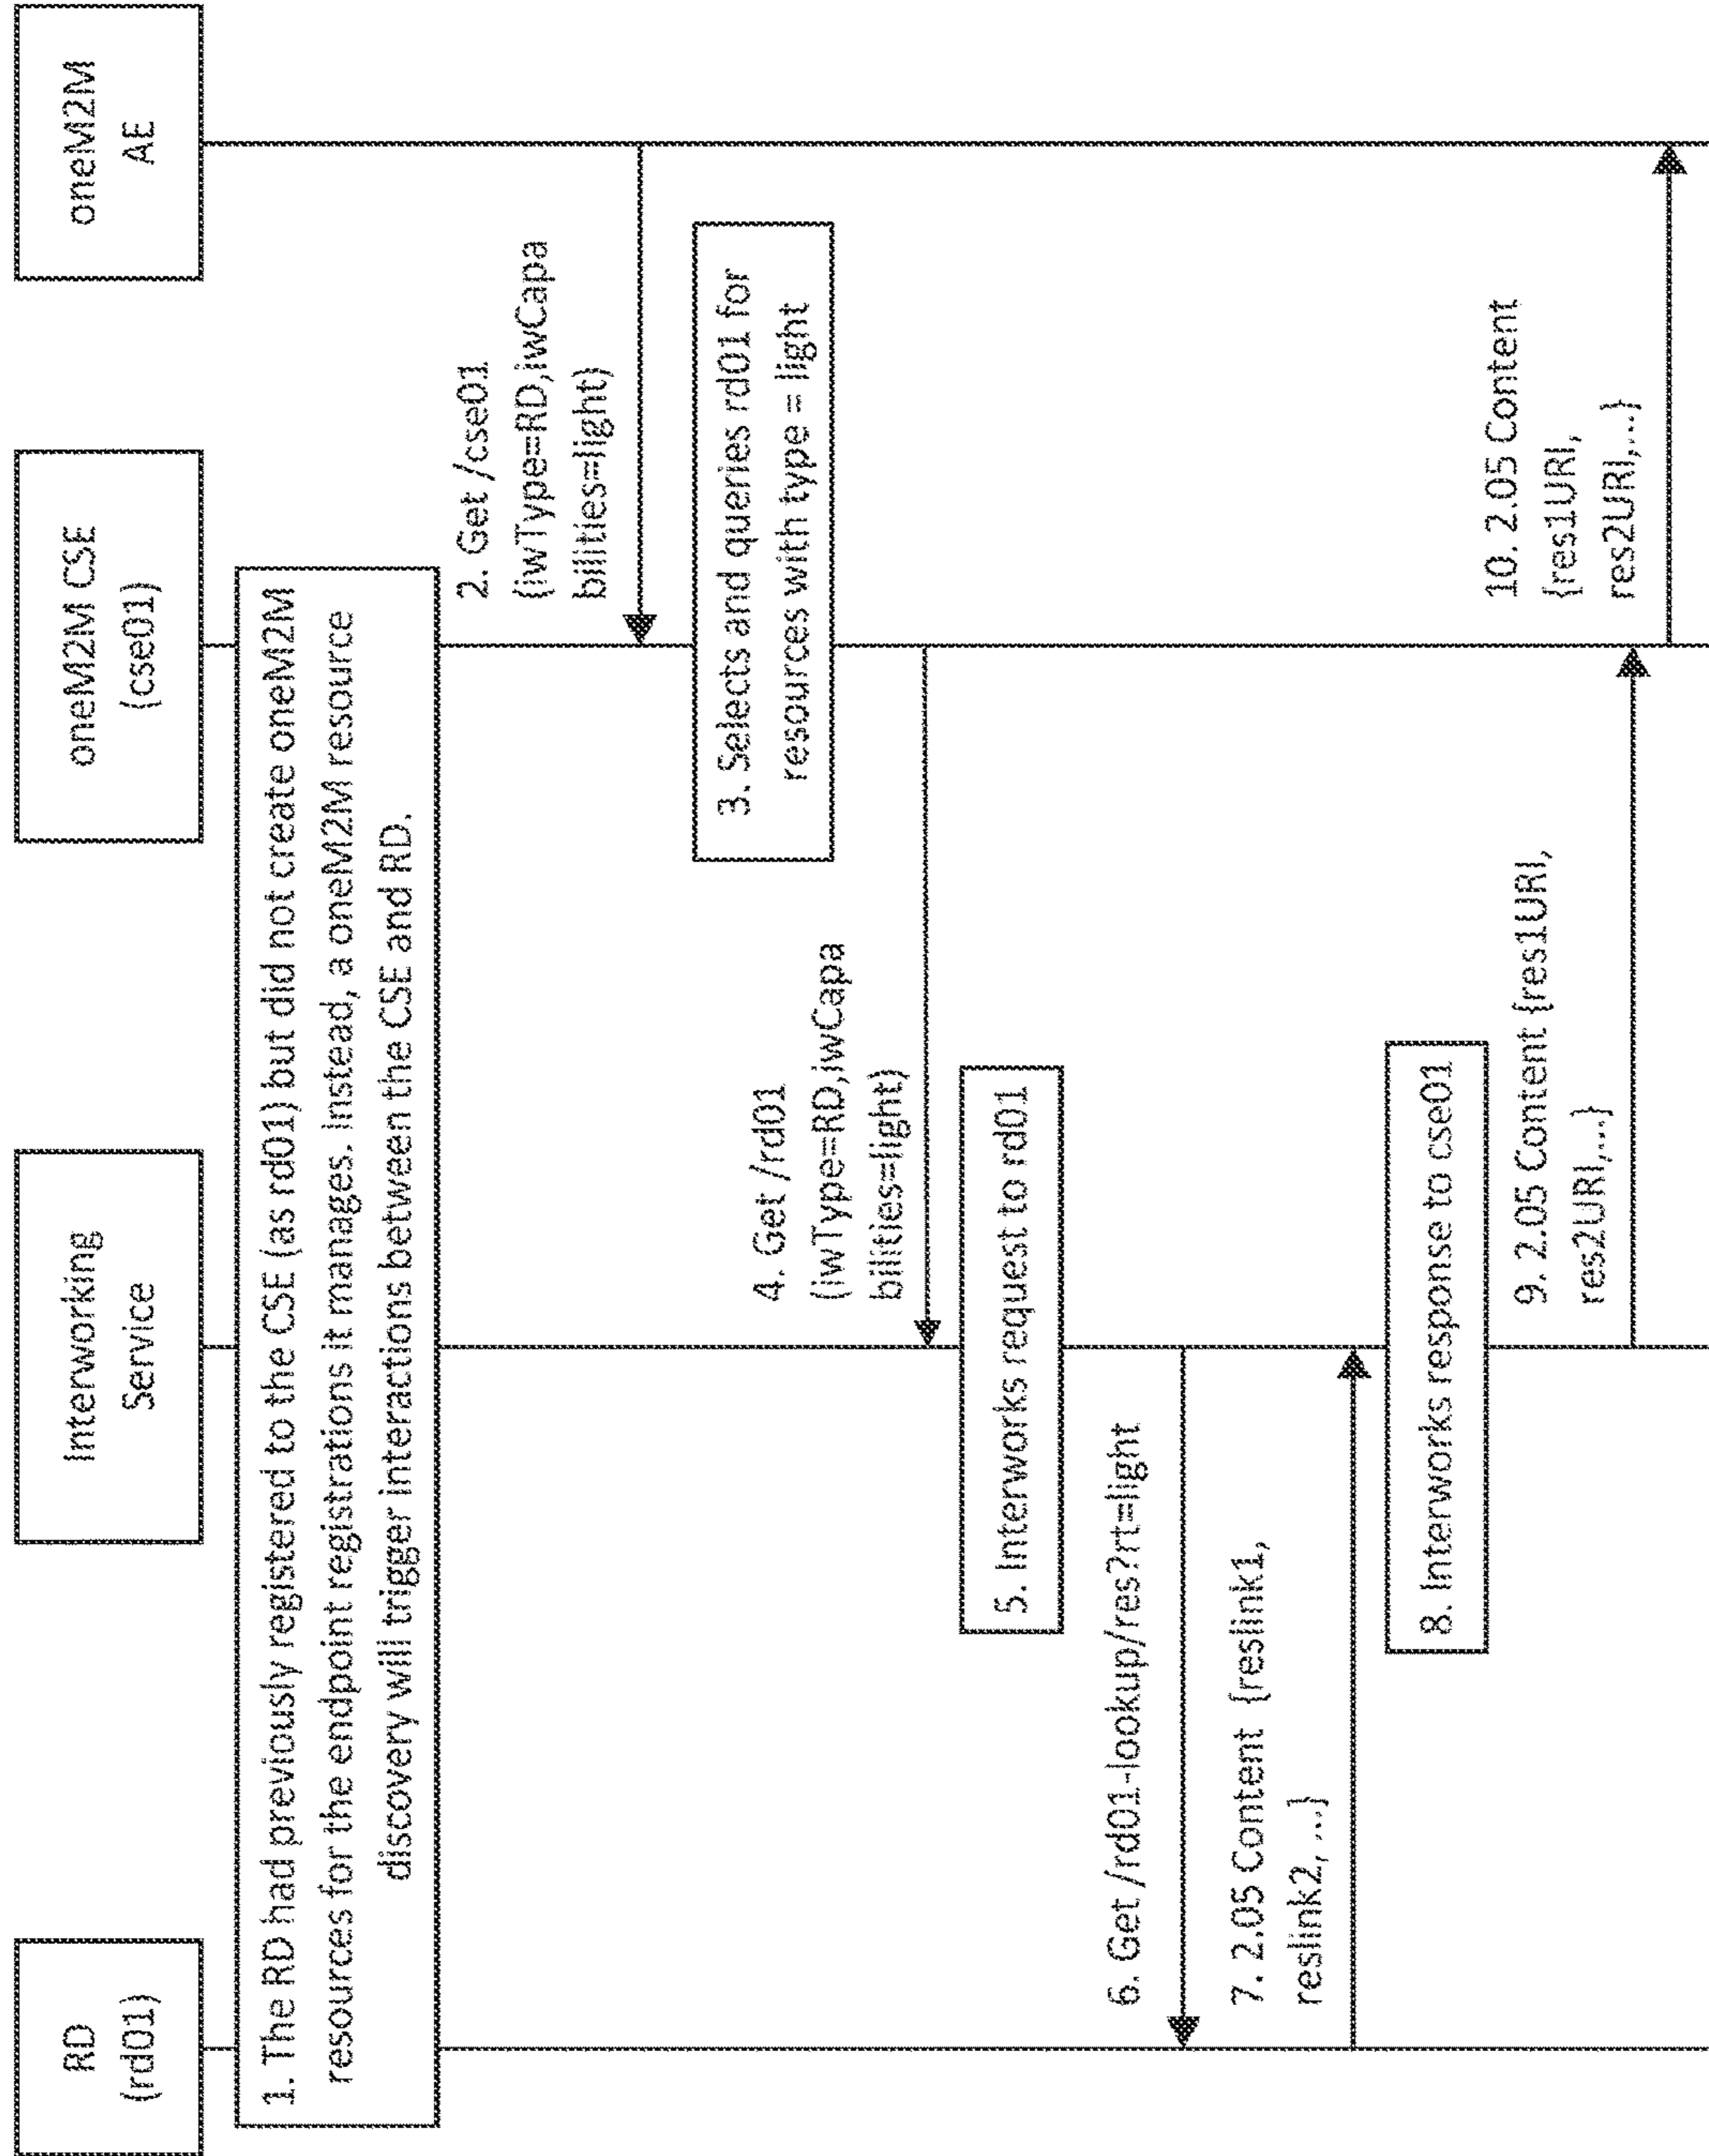 RD
(rd01)
Interworking
Service
oneM2M CSE
(cse01)
oneM2M
AE
1. The RD had previously registered to the CSE (as rd01) but did not create oneM2M
resources for the endpoint registrations it manages. Instead, a oneM2M resource
discovery will trigger interactions between the CSE and RD.
2. Get /cse01
(iwType=RD,iwCapa
bilities=light)
3. Selects and queries rd01 for
resources with type = light
4. Get /rd01
(iwType=RD,iwCapa
bilities=light)
5. Interworks request to rd01
6. Get /rd01-lookup/res?rt=light
7. 2.05 Content {reslink1,
reslink2, ...}
8. Interworks response to cse01
9. 2.05 Content {res1URI,
res2URI,...}
10. 2.05 Content
{res1URI,
res2URI,...}